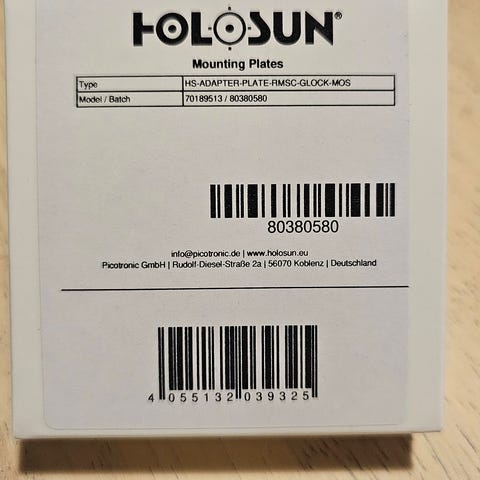 HOLOSUN®
Mounting Plates
Type HS-ADAPTER-PLATE-RMSC-GLOCK-MOS
Model / Batch 70189513 / 80380580
80380580
info@picotronic.de | www.holosun.eu
Picotronic GmbH | Rudolf-Diesel-Straße 2a | 56070 Koblenz | Deutschland
4 055132 039325